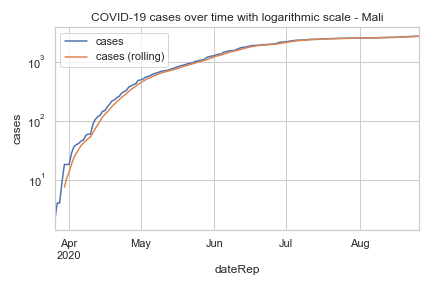 COVID-19 cases over time with logarithmic scale - Mali
cases
cases (rolling)
10³
10²
10¹
cases
Apr
2020
May
Jun
Jul
Aug
dateRep